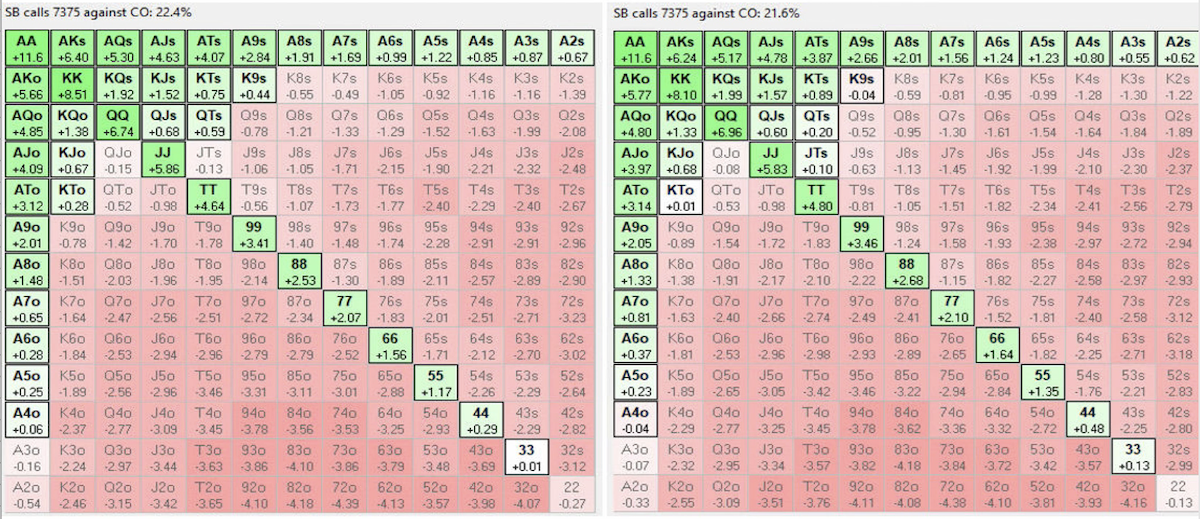 SB calls 7375 against CO: 22.4%
AA AKs AQs AJs ATs A9s A8s A7s A6s A5s A4s A3s A2s
+11.6 +6.40 +5.30 +4.63 +4.07 +2.84 +1.91 +1.69 +0.99 +1.22 +0.85 +0.87 +0.67
AKo KK KQs KJs KTs K9s K8s K7s K6s K5s K4s K3s K2s
+5.66 +8.51 +1.92 +1.52 +0.75 +0.44 -0.55 -0.49 -1.05 -0.92 -1.16 -1.16 -1.39
AQo KQo QQ QJs QTs Q9s Q8s Q7s Q6s Q5s Q4s Q3s Q2s
+4.85 +1.38 +6.74 +0.68 +0.59 -0.78 -1.21 -1.33 -1.29 -1.52 -1.63 -1.99 -2.08
AJo KJo QJo JJ JTs J9s J8s J7s J6s J5s J4s J3s J2s
+4.09 +0.67 -0.15 +5.86 -0.13 -1.06 -1.05 -1.71 -2.15 -1.90 -2.21 -2.32 -2.48
ATo KTo QTo JTo TT T9s T8s T7s T6s T5s T4s T3s T2s
+3.12 +0.28 -0.52 -0.98 +4.64 -0.56 -1.07 -1.73 -1.77 -2.40 -2.29 -2.40 -2.67
A9o K9o Q9o J9o T9o 99 98s 97s 96s 95s 94s 93s 92s
+2.01 -0.78 -1.42 -1.70 -1.78 +3.41 -1.40 -1.48 -1.74 -2.28 -2.91 -2.91 -2.96
A8o K8o Q8o J8o T8o 98o 88 87s 86s 85s 84s 83s 82s
+1.48 -1.51 -2.03 -1.96 -1.95 -2.14 +2.53 -1.30 -1.89 -2.11 -2.57 -2.89 -2.90
A7o K7o Q7o J7o T7o 97o 87o 77 76s 75s 74s 73s 72s
+0.65 -1.64 -2.47 -2.56 -2.51 -2.72 -2.34 +2.07 -1.83 -2.01 -2.51 -2.71 -3.23
A6o K6o Q6o J6o T6o 96o 86o 76o 66 65s 64s 63s 62s
+0.28 -1.84 -2.53 -2.94 -2.96 -2.79 -2.79 -2.52 +1.56 -1.71 -2.12 -2.70 -3.02
A5o K5o Q5o J5o T5o 95o 85o 75o 65o 55 54s 53s 52s
+0.25 -1.89 -2.56 -2.96 -3.46 -3.31 -3.11 -3.01 -2.88 +1.17 -2.26 -2.29 -2.64
A4o K4o Q4o J4o T4o 94o 84o 74o 64o 54o 44 43s 42s
+0.06 -2.37 -2.77 -3.09 -3.45 -3.78 -3.56 -3.53 -3.25 -2.93 +0.29 -2.29 -2.82
A3o K3o Q3o J3o T3o 93o 83o 73o 63o 53o 43o 33 32s
-0.16 -2.24 -2.97 -3.44 -3.63 -3.86 -4.10 -3.86 -3.79 -3.48 -3.69 +0.01 -3.12
A2o K2o Q2o J2o T2o 92o 82o 72o 62o 52o 42o 32o 22
-0.54 -2.46 -3.15 -3.42 -3.65 -4.10 -4.18 -4.39 -4.13 -3.57 -3.98 -4.07 -0.27
SB calls 7375 against CO: 21.6%
AA AKs AQs AJs ATs A9s A8s A7s A6s A5s A4s A3s A2s
+11.6 +6.24 +5.17 +4.78 +3.87 +2.66 +2.01 +1.56 +1.24 +1.23 +0.80 +0.55 +0.62
AKo KK KQs KJs KTs K9s K8s K7s K6s K5s K4s K3s K2s
+5.77 +8.10 +1.99 +1.57 +0.89 -0.04 -0.59 -0.81 -0.95 -0.99 -1.28 -1.30 -1.22
AQo KQo QQ QJs QTs Q9s Q8s Q7s Q6s Q5s Q4s Q3s Q2s
+4.80 +1.33 +6.96 +0.60 +0.20 -0.52 -0.95 -1.30 -1.61 -1.54 -1.64 -1.84 -1.89
AJo KJo QJo JJ JTs J9s J8s J7s J6s J5s J4s J3s J2s
+3.97 +0.68 -0.08 +5.83 +0.10 -0.63 -1.13 -1.45 -1.92 -1.99 -2.10 -2.30 -2.37
ATo KTo QTo JTo TT T9s T8s T7s T6s T5s T4s T3s T2s
+3.14 +0.01 -0.53 -0.98 +4.80 -0.81 -1.05 -1.51 -1.82 -2.34 -2.41 -2.56 -2.79
A9o K9o Q9o J9o T9o 99 98s 97s 96s 95s 94s 93s 92s
+2.05 -0.89 -1.54 -1.72 -1.83 +3.46 -1.24 -1.58 -1.93 -2.38 -2.97 -2.72 -2.94
A8o K8o Q8o J8o T8o 98o 88 87s 86s 85s 84s 83s 82s
+1.33 -1.38 -1.91 -2.17 -2.10 -2.22 +2.68 -1.15 -1.82 -2.27 -2.58 -2.97 -2.93
A7o K7o Q7o J7o T7o 97o 87o 77 76s 75s 74s 73s 72s
+0.81 -1.63 -2.40 -2.66 -2.74 -2.49 -2.41 +2.10 -1.52 -1.81 -2.40 -2.58 -3.12
A6o K6o Q6o J6o T6o 96o 86o 76o 66 65s 64s 63s 62s
+0.37 -1.81 -2.53 -2.96 -2.98 -2.93 -2.89 -2.65 +1.64 -1.82 -2.25 -2.71 -3.18
A5o K5o Q5o J5o T5o 95o 85o 75o 65o 55 54s 53s 52s
+0.23 -1.89 -2.65 -3.05 -3.42 -3.46 -3.22 -2.94 -2.84 +1.35 -1.76 -2.21 -2.83
A4o K4o Q4o J4o T4o 94o 84o 74o 64o 54o 44 43s 42s
-0.04 -2.29 -2.77 -3.25 -3.45 -3.78 -3.62 -3.36 -3.32 -2.80 +0.48 -2.25 -2.72
A3o K3o Q3o J3o T3o 93o 83o 73o 63o 53o 43o 33 32s
-0.07 -2.32 -2.95 -3.34 -3.57 -3.82 -4.18 -3.84 -3.72 -3.42 -3.57 +0.13 -2.99
A2o K2o Q2o J2o T2o 92o 82o 72o 62o 52o 42o 32o 22
-0.33 -2.55 -3.09 -3.51 -3.76 -4.11 -4.08 -4.38 -4.10 -3.81 -3.93 -4.16 -0.13